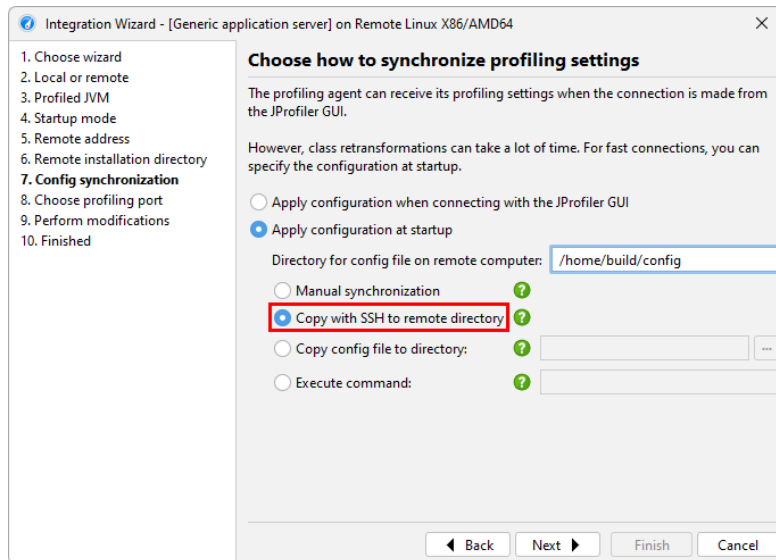 Integration Wizard - [Generic application server] on Remote Linux X86/AMD64
1. Choose wizard
2. Local or remote
3. Profiled JVM
4. Startup mode
5. Remote address
6. Remote installation directory
7. Config synchronization
8. Choose profiling port
9. Perform modifications
10. Finished
Choose how to synchronize profiling settings
The profiling agent can receive its profiling settings when the connection is made from
the JProfiler GUI.
However, class retransformations can take a lot of time. For fast connections, you can
specify the configuration at startup.
Apply configuration when connecting with the JProfiler GUI
Apply configuration at startup
Directory for config file on remote computer: /home/build/config
Manual synchronization ?
Copy with SSH to remote directory ?
Copy config file to directory: ? ...
Execute command: ?
Back Next Finish Cancel